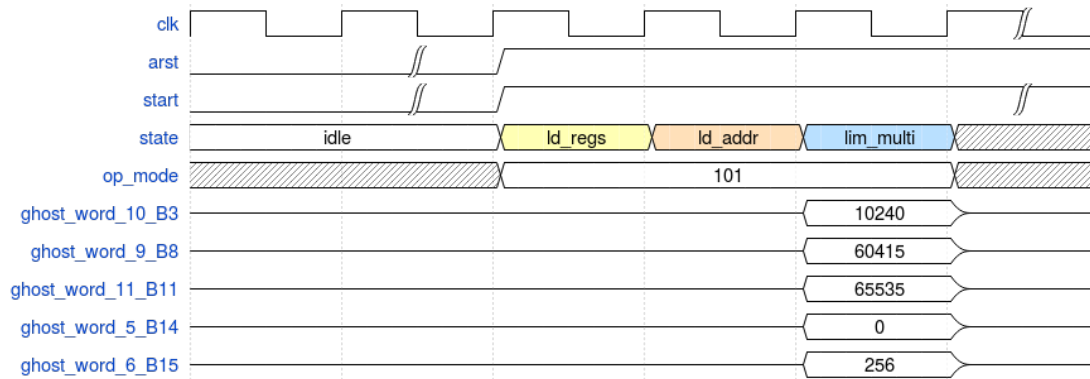 clk
arst
start
state idle ld_regs ld_addr lim_multi
op_mode 101
ghost_word_10_B3 10240
ghost_word_9_B8 60415
ghost_word_11_B11 65535
ghost_word_5_B14 0
ghost_word_6_B15 256